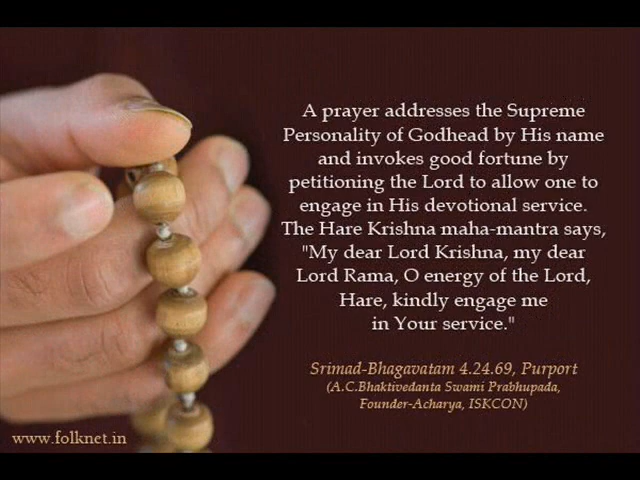 A prayer addresses the Supreme
Personality of Godhead by His name
and invokes good fortune by
petitioning the Lord to allow one to
engage in His devotional service.
The Hare Krishna maha-mantra says,
"My dear Lord Krishna, my dear
Lord Rama, O energy of the Lord,
Hare, kindly engage me
in Your service."
Srimad-Bhagavatam 4.24.69, Purport
(A.C.Bhaktivedanta Swami Prabhupada,
Founder-Acharya, ISKCON)
www.folknet.in